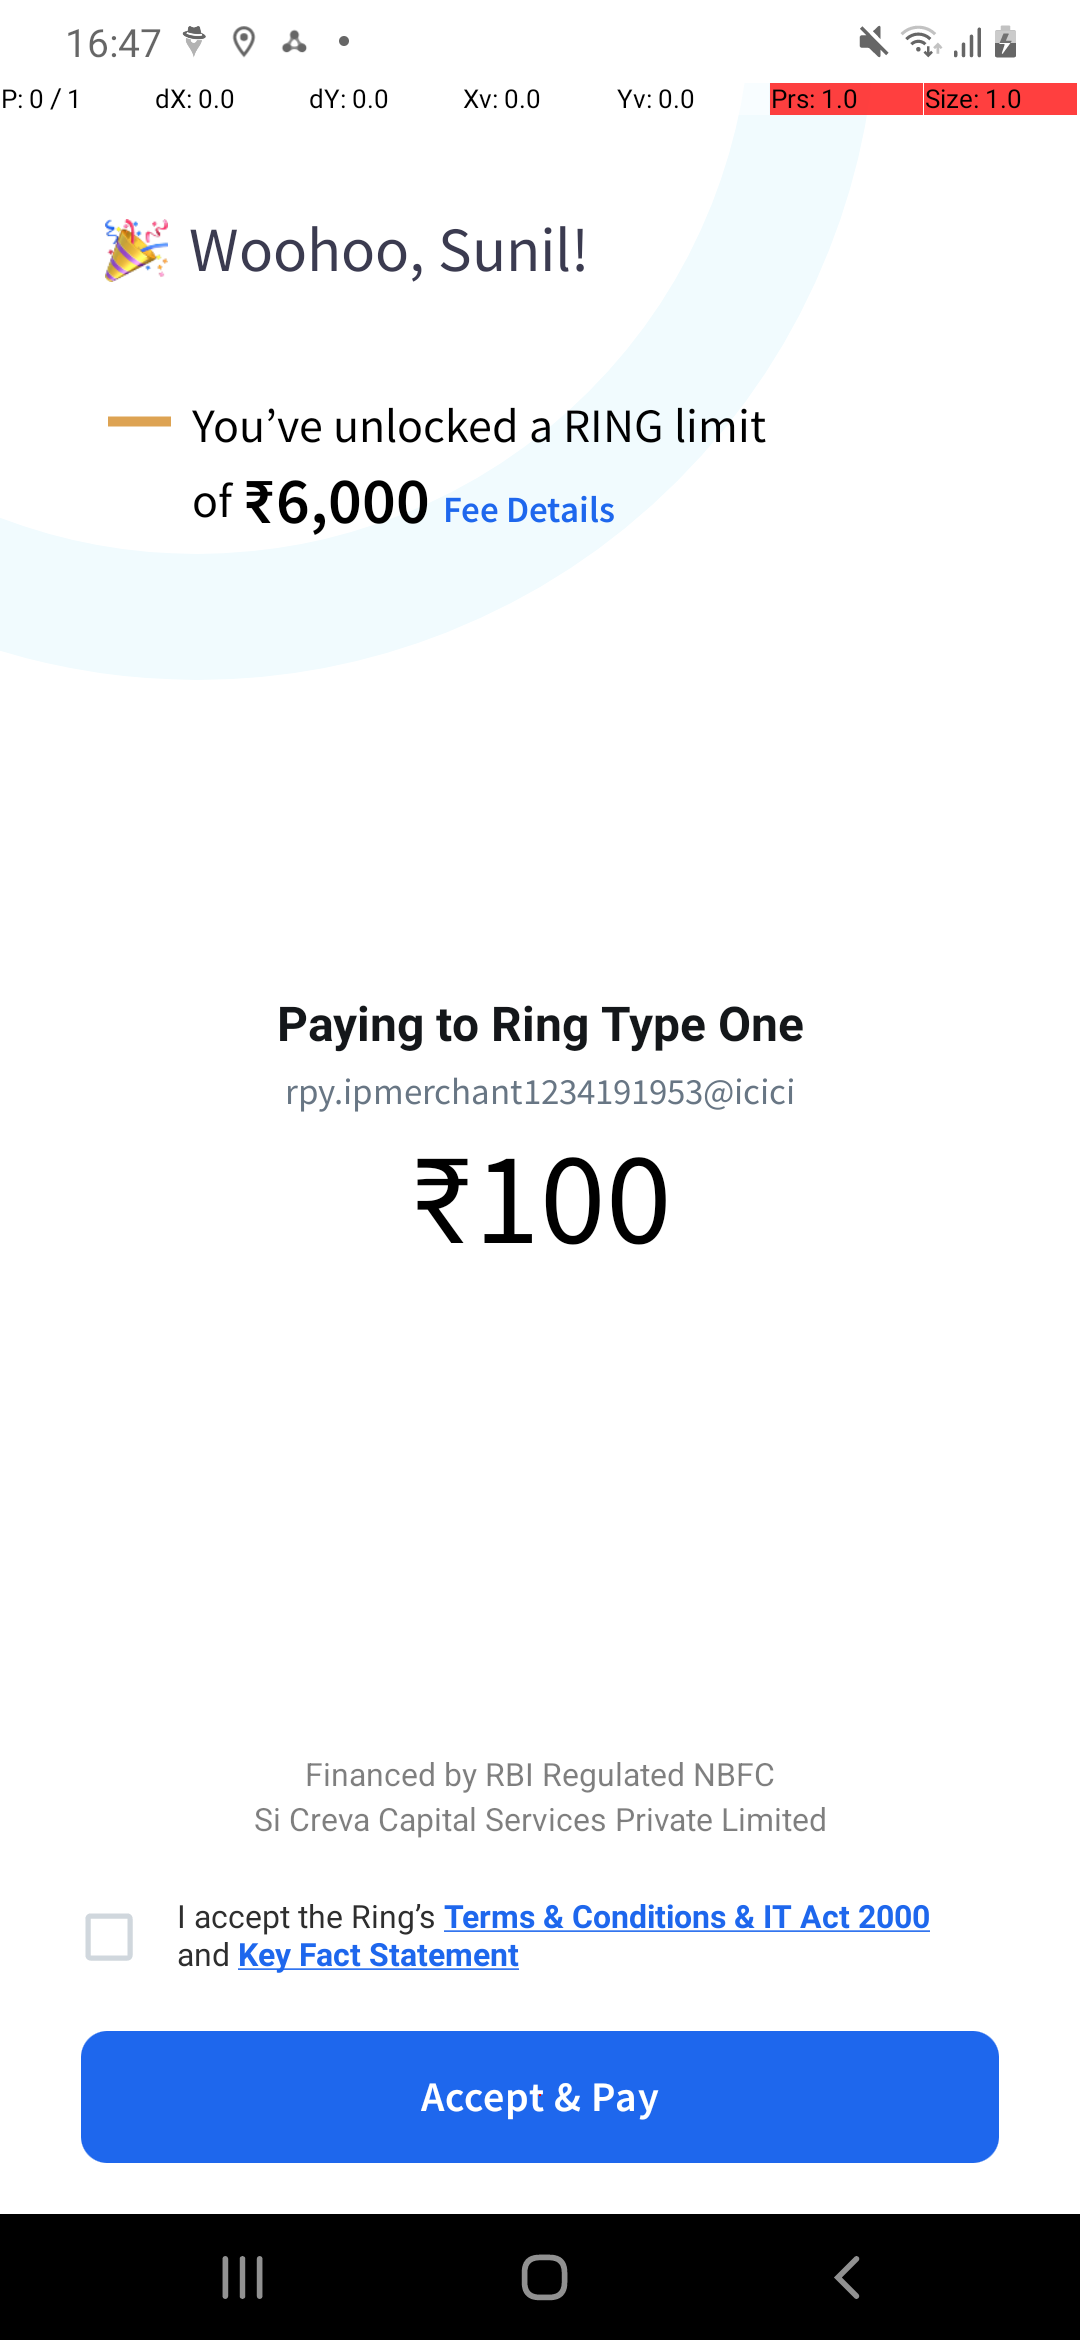 16:47
P: 0 / 1 dX: 0.0 dY: 0.0 Xv: 0.0 Yv: 0.0 Prs: 1.0 Size: 1.0
Woohoo, Sunil!
You’ve unlocked a RING limit
of ₹6,000 Fee Details
Paying to Ring Type One
rpy.ipmerchant1234191953@icici
₹100
Financed by RBI Regulated NBFC
Si Creva Capital Services Private Limited
I accept the Ring’s Terms & Conditions & IT Act 2000
and Key Fact Statement
Accept & Pay